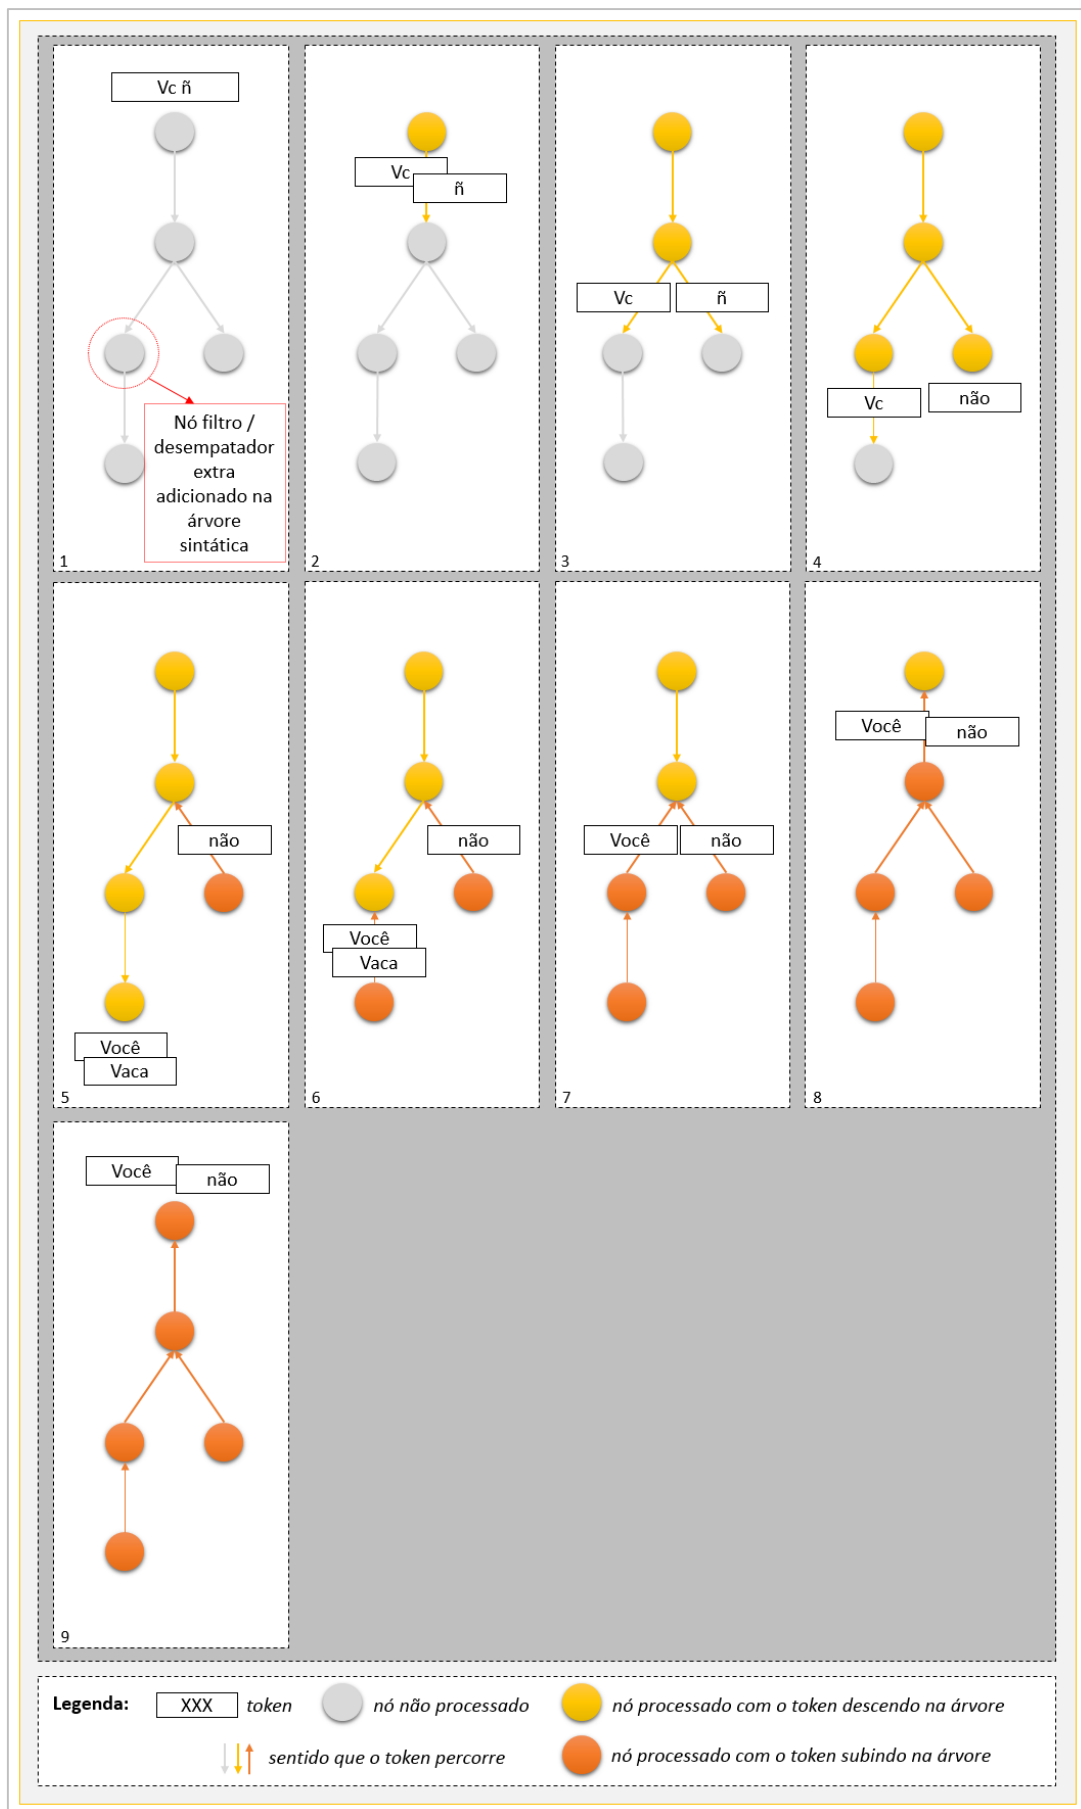 Vc ñ
Nó filtro /
desempatador
extra
adicionado na
árvore
sintática
1
Vc
ñ
2
Vc
ñ
3
Vc
não
4
não
Você
Vaca
5
não
Você
Vaca
6
Você
não
7
Você
não
8
Você
não
9
Legenda:
XXX token
nó não processado
nó processado com o token descendo na árvore
sentido que o token percorre
nó processado com o token subindo na árvore